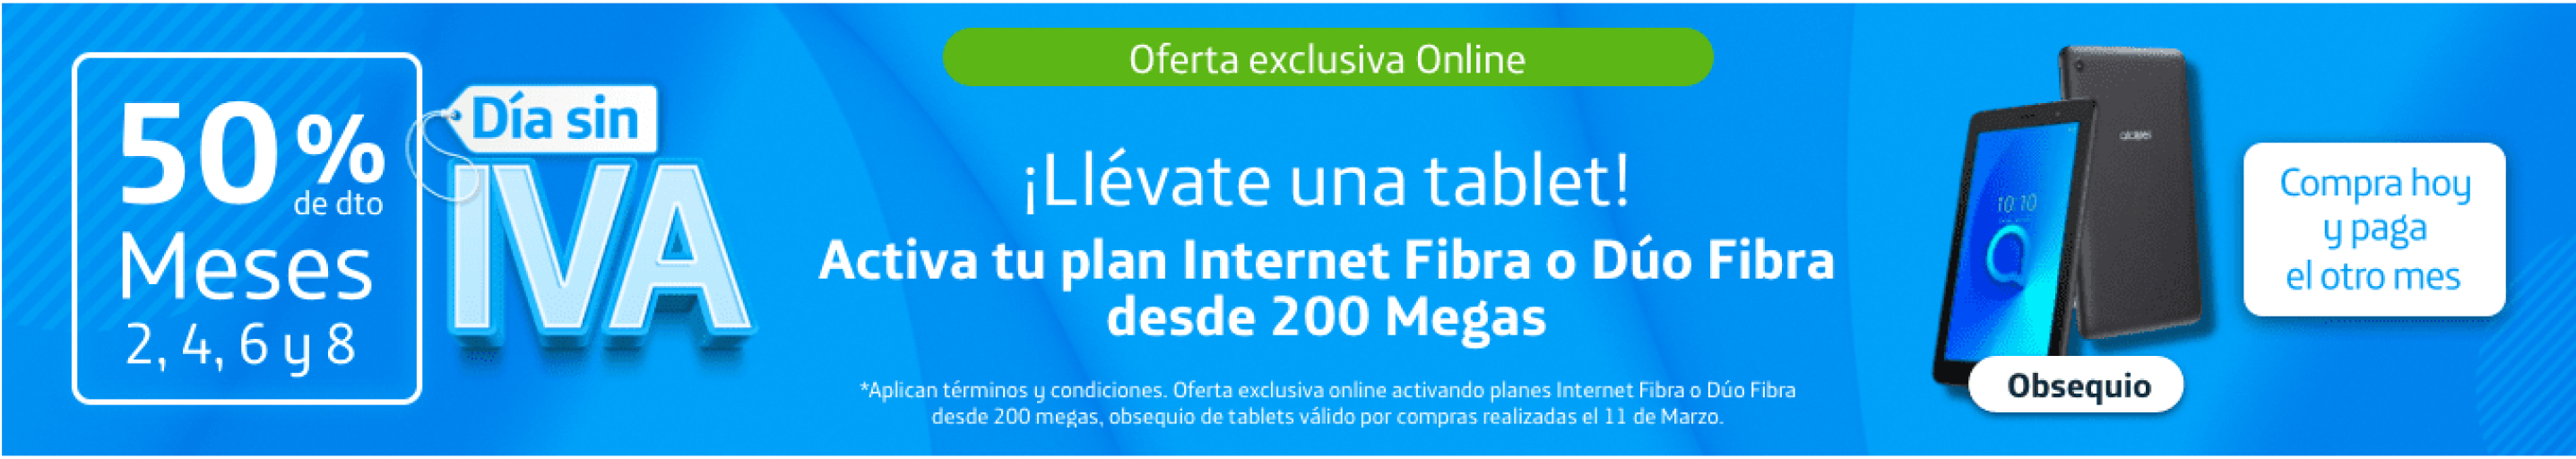 50%
de dto
Meses
2, 4, 6 y 8
Día sin
IVA
Oferta exclusiva Online
¡Llévate una tablet!
Activa tu plan Internet Fibra o Dúo Fibra
desde 200 Megas
*Aplican términos y condiciones. Oferta exclusiva online activando planes Internet Fibra o Dúo Fibra
desde 200 megas, obsequio de tablets válido por compras realizadas el 11 de Marzo.
10:10
Obsequio
Compra hoy
y paga
el otro mes